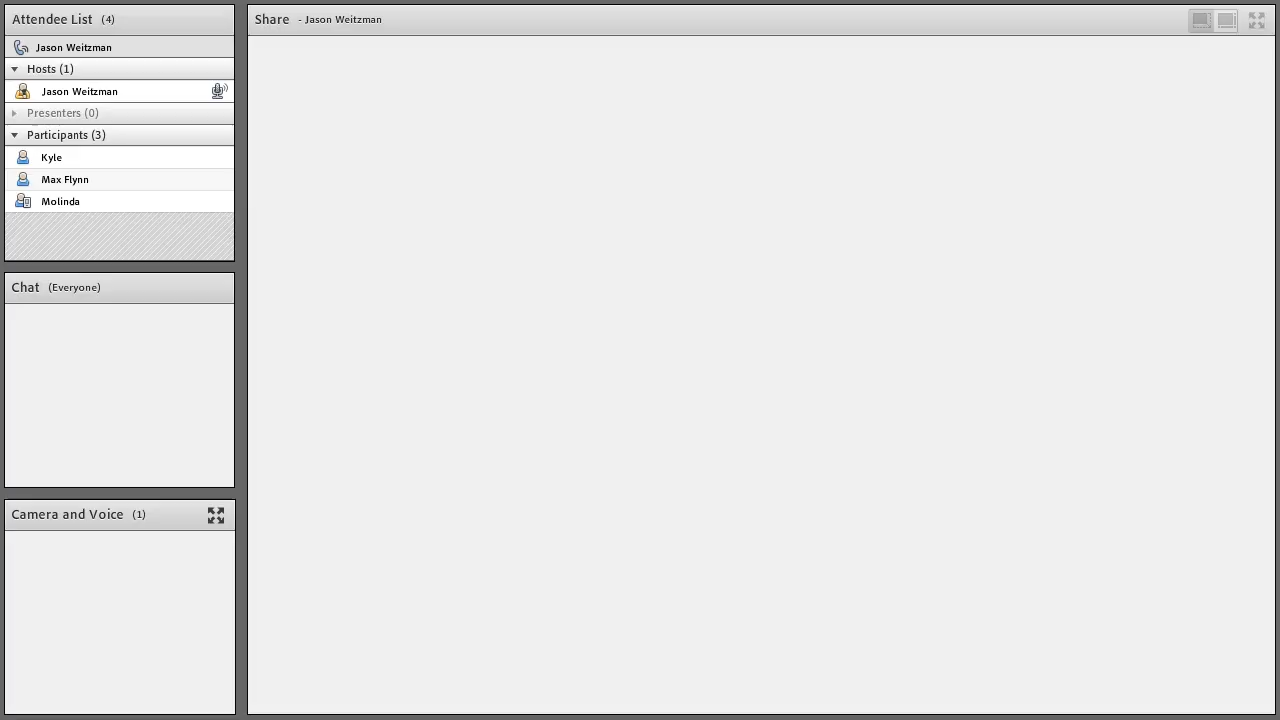 Attendee List (4)
Jason Weitzman
Hosts (1)
Jason Weitzman
Presenters (0)
Participants (3)
Kyle
Max Flynn
Molinda
Chat (Everyone)
Camera and Voice (1)
Share - Jason Weitzman